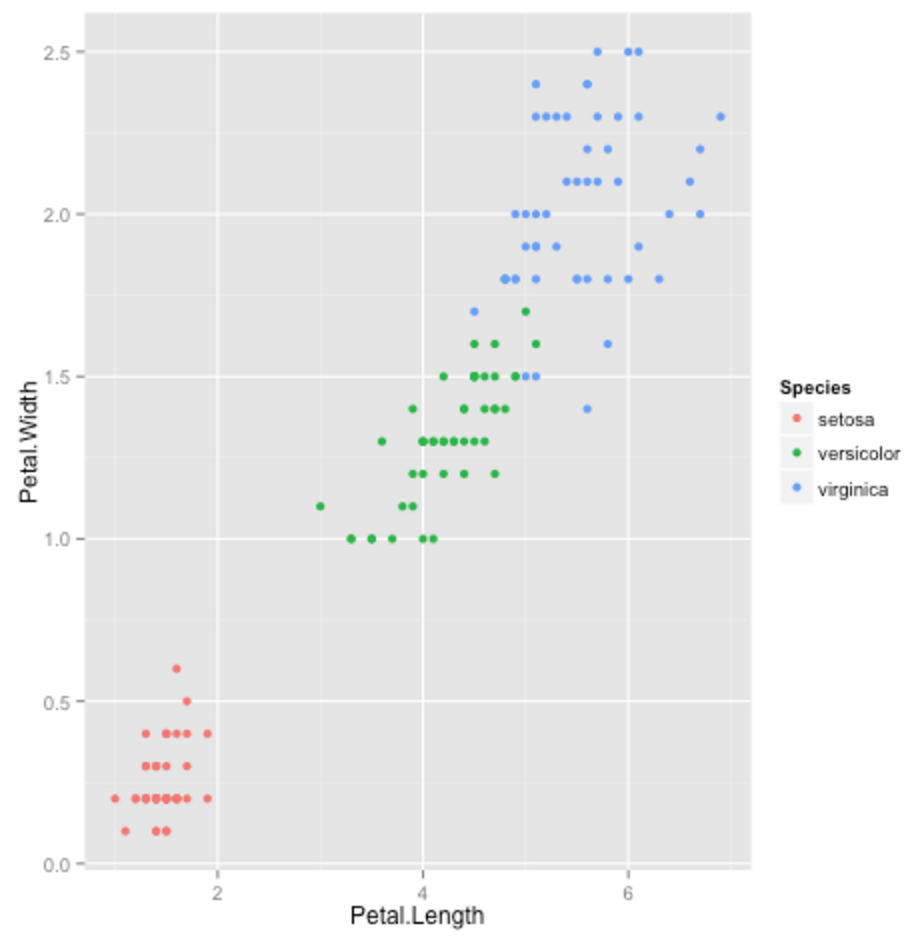 2.5
2.0
1.5
1.0
0.5
0.0
Petal.Width
2 4 6
Petal.Length
Species
setosa
versicolor
virginica